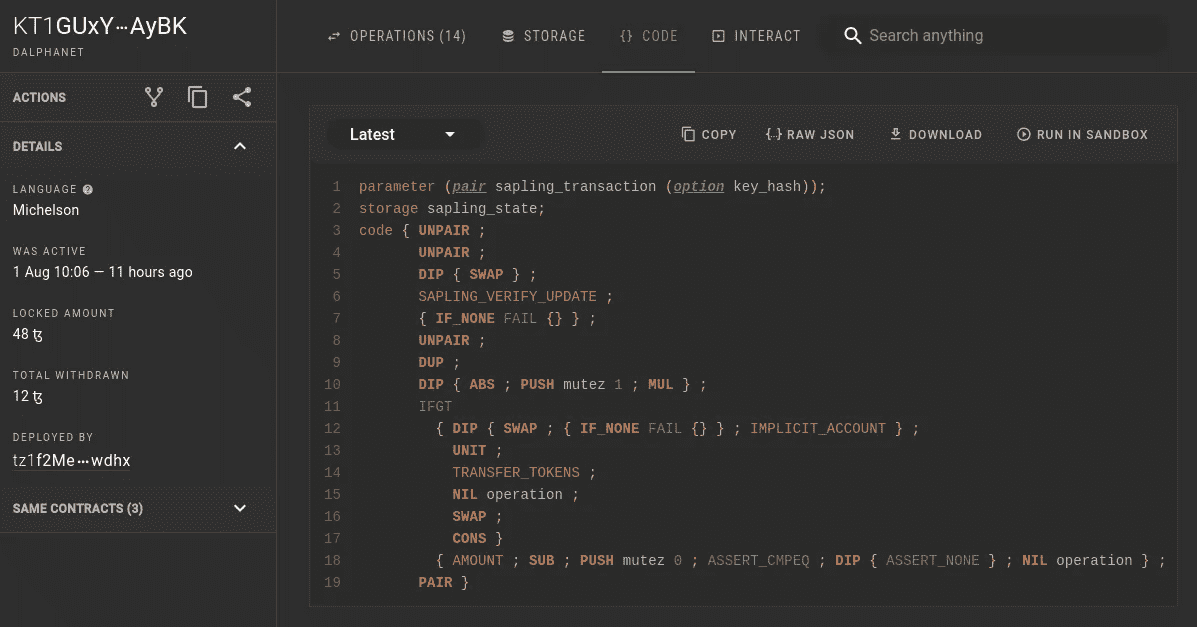 KT1GUxY···AyBK
DALPHANET
ACTIONS
DETAILS
LANGUAGE ?
Michelson
WAS ACTIVE
1 Aug 10:06 — 11 hours ago
LOCKED AMOUNT
48 ꜩ
TOTAL WITHDRAWN
12 ꜩ
DEPLOYED BY
tz1f2Me···wdhx
SAME CONTRACTS (3)
OPERATIONS (14) STORAGE {} CODE INTERACT Search anything
Latest COPY {..} RAW JSON DOWNLOAD RUN IN SANDBOX
1 parameter (pair sapling_transaction (option key_hash));
2 storage sapling_state;
3 code { UNPAIR ;
4 UNPAIR ;
5 DIP { SWAP } ;
6 SAPLING_VERIFY_UPDATE ;
7 { IF_NONE FAIL {} } ;
8 UNPAIR ;
9 DUP ;
10 DIP { ABS ; PUSH mutez 1 ; MUL } ;
11 IFGT
12 { DIP { SWAP ; { IF_NONE FAIL {} } ; IMPLICIT_ACCOUNT } ;
13 UNIT ;
14 TRANSFER_TOKENS ;
15 NIL operation ;
16 SWAP ;
17 CONS }
18 { AMOUNT ; SUB ; PUSH mutez 0 ; ASSERT_CMPEQ ; DIP { ASSERT_NONE } ; NIL operation } ;
19 PAIR }